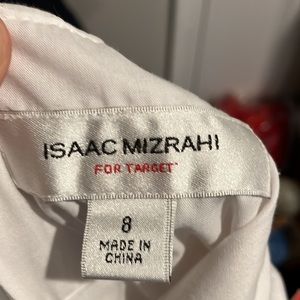 ISAAC MIZRAHI
FOR TARGET
8
MADE IN
CHINA